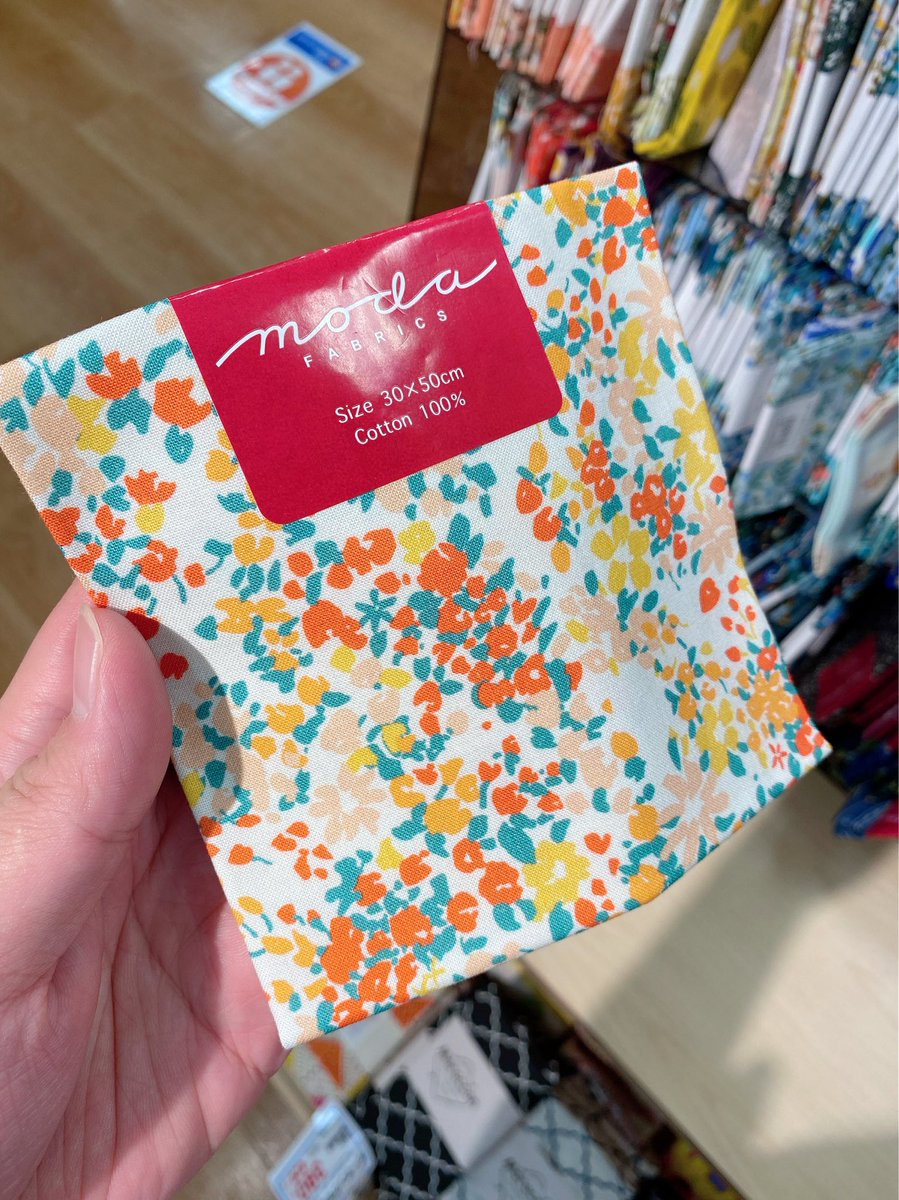 moda
FABRICS
Size 30×50cm
Cotton 100%